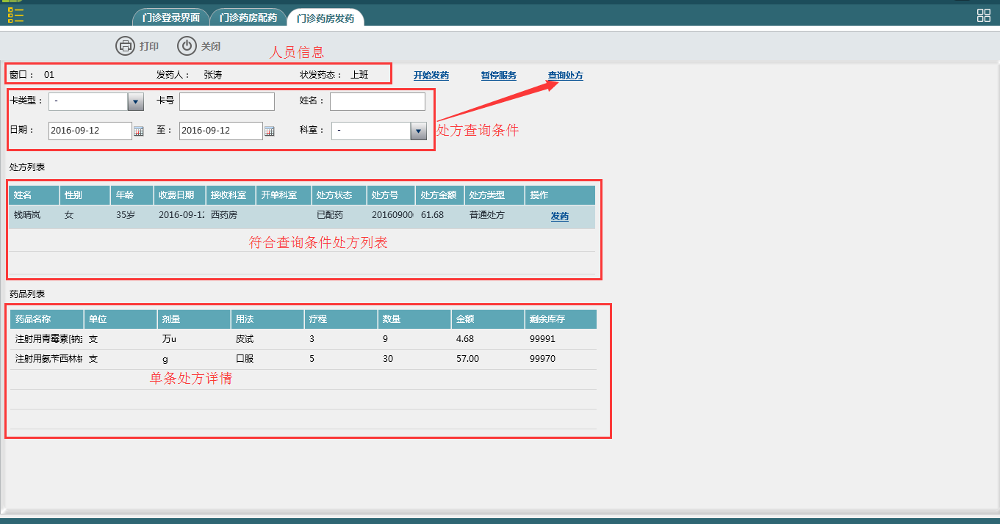 门诊登录界面 门诊药房配药 门诊药房发药
打印 关闭
人员信息
窗口： 01 发药人： 张涛 状发药态： 上班 开始发药 暂停服务 查询处方
卡类型： - 卡号 姓名：
日期： 2016-09-12 至： 2016-09-12 科室： -
处方查询条件
处方列表
姓名 性别 年龄 收费日期 接收科室 开单科室 处方状态 处方号 处方金额 处方类型 操作
钱晴岚 女 35岁 2016-09-12 西药房 已配药 201609000 61.68 普通处方 发药
符合查询条件处方列表
药品列表
药品名称 单位 剂量 用法 疗程 数量 金额 剩余库存
注射用青霉素[钠 支 万u 皮试 3 9 4.68 99991
注射用氨苄西林 支 g 口服 5 30 57.00 99970
单条处方详情